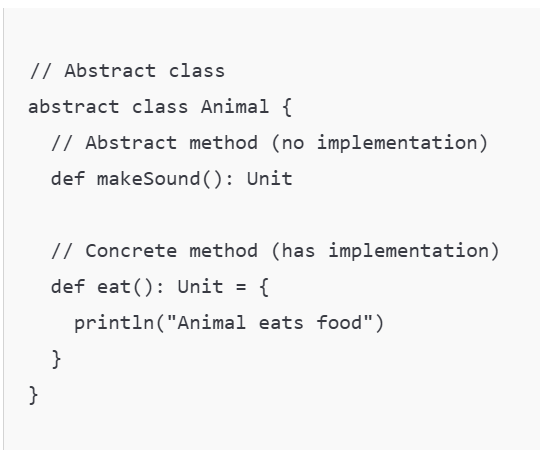 // Abstract class
abstract class Animal {
  // Abstract method (no implementation)
  def makeSound(): Unit

  // Concrete method (has implementation)
  def eat(): Unit = {
    println("Animal eats food")
  }
}